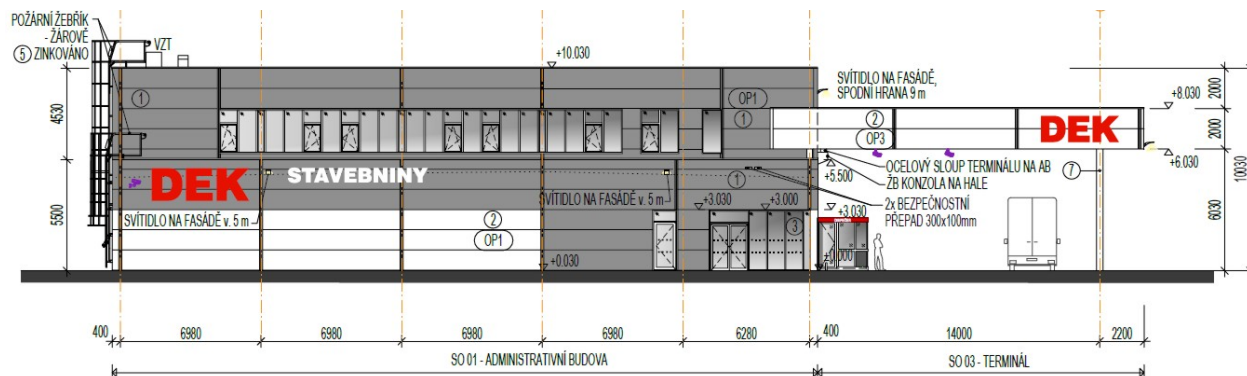 POŽÁRNÍ ŽEBŘÍK
- ŽÁROVĚ
5 ZINKOVÁNO
VZT
+10.030
SVÍTIDLO NA FASÁDĚ,
SPODNÍ HRANA 9 m
+8.030
2000
4530
1
OP1
1
2
OP3
DEK
2000
10030
+6.030
OCELOVÝ SLOUP TERMINÁLU NA AB
+5.500
ŽB KONZOLA NA HALE
7
DEK
STAVEBNINY
1
2x BEZPEČNOSTNÍ
PŘEPAD 300x100mm
SVÍTIDLO NA FASÁDĚ v. 5 m
SVÍTIDLO NA FASÁDĚ v. 5 m
+3.030
+3.000
+3.030
5500
2
OP1
3
6030
+0.030
±0.000
400
6980
6980
6980
6980
6280
400
14000
2200
SO 01 - ADMINISTRATIVNÍ BUDOVA
SO 03 - TERMINÁL